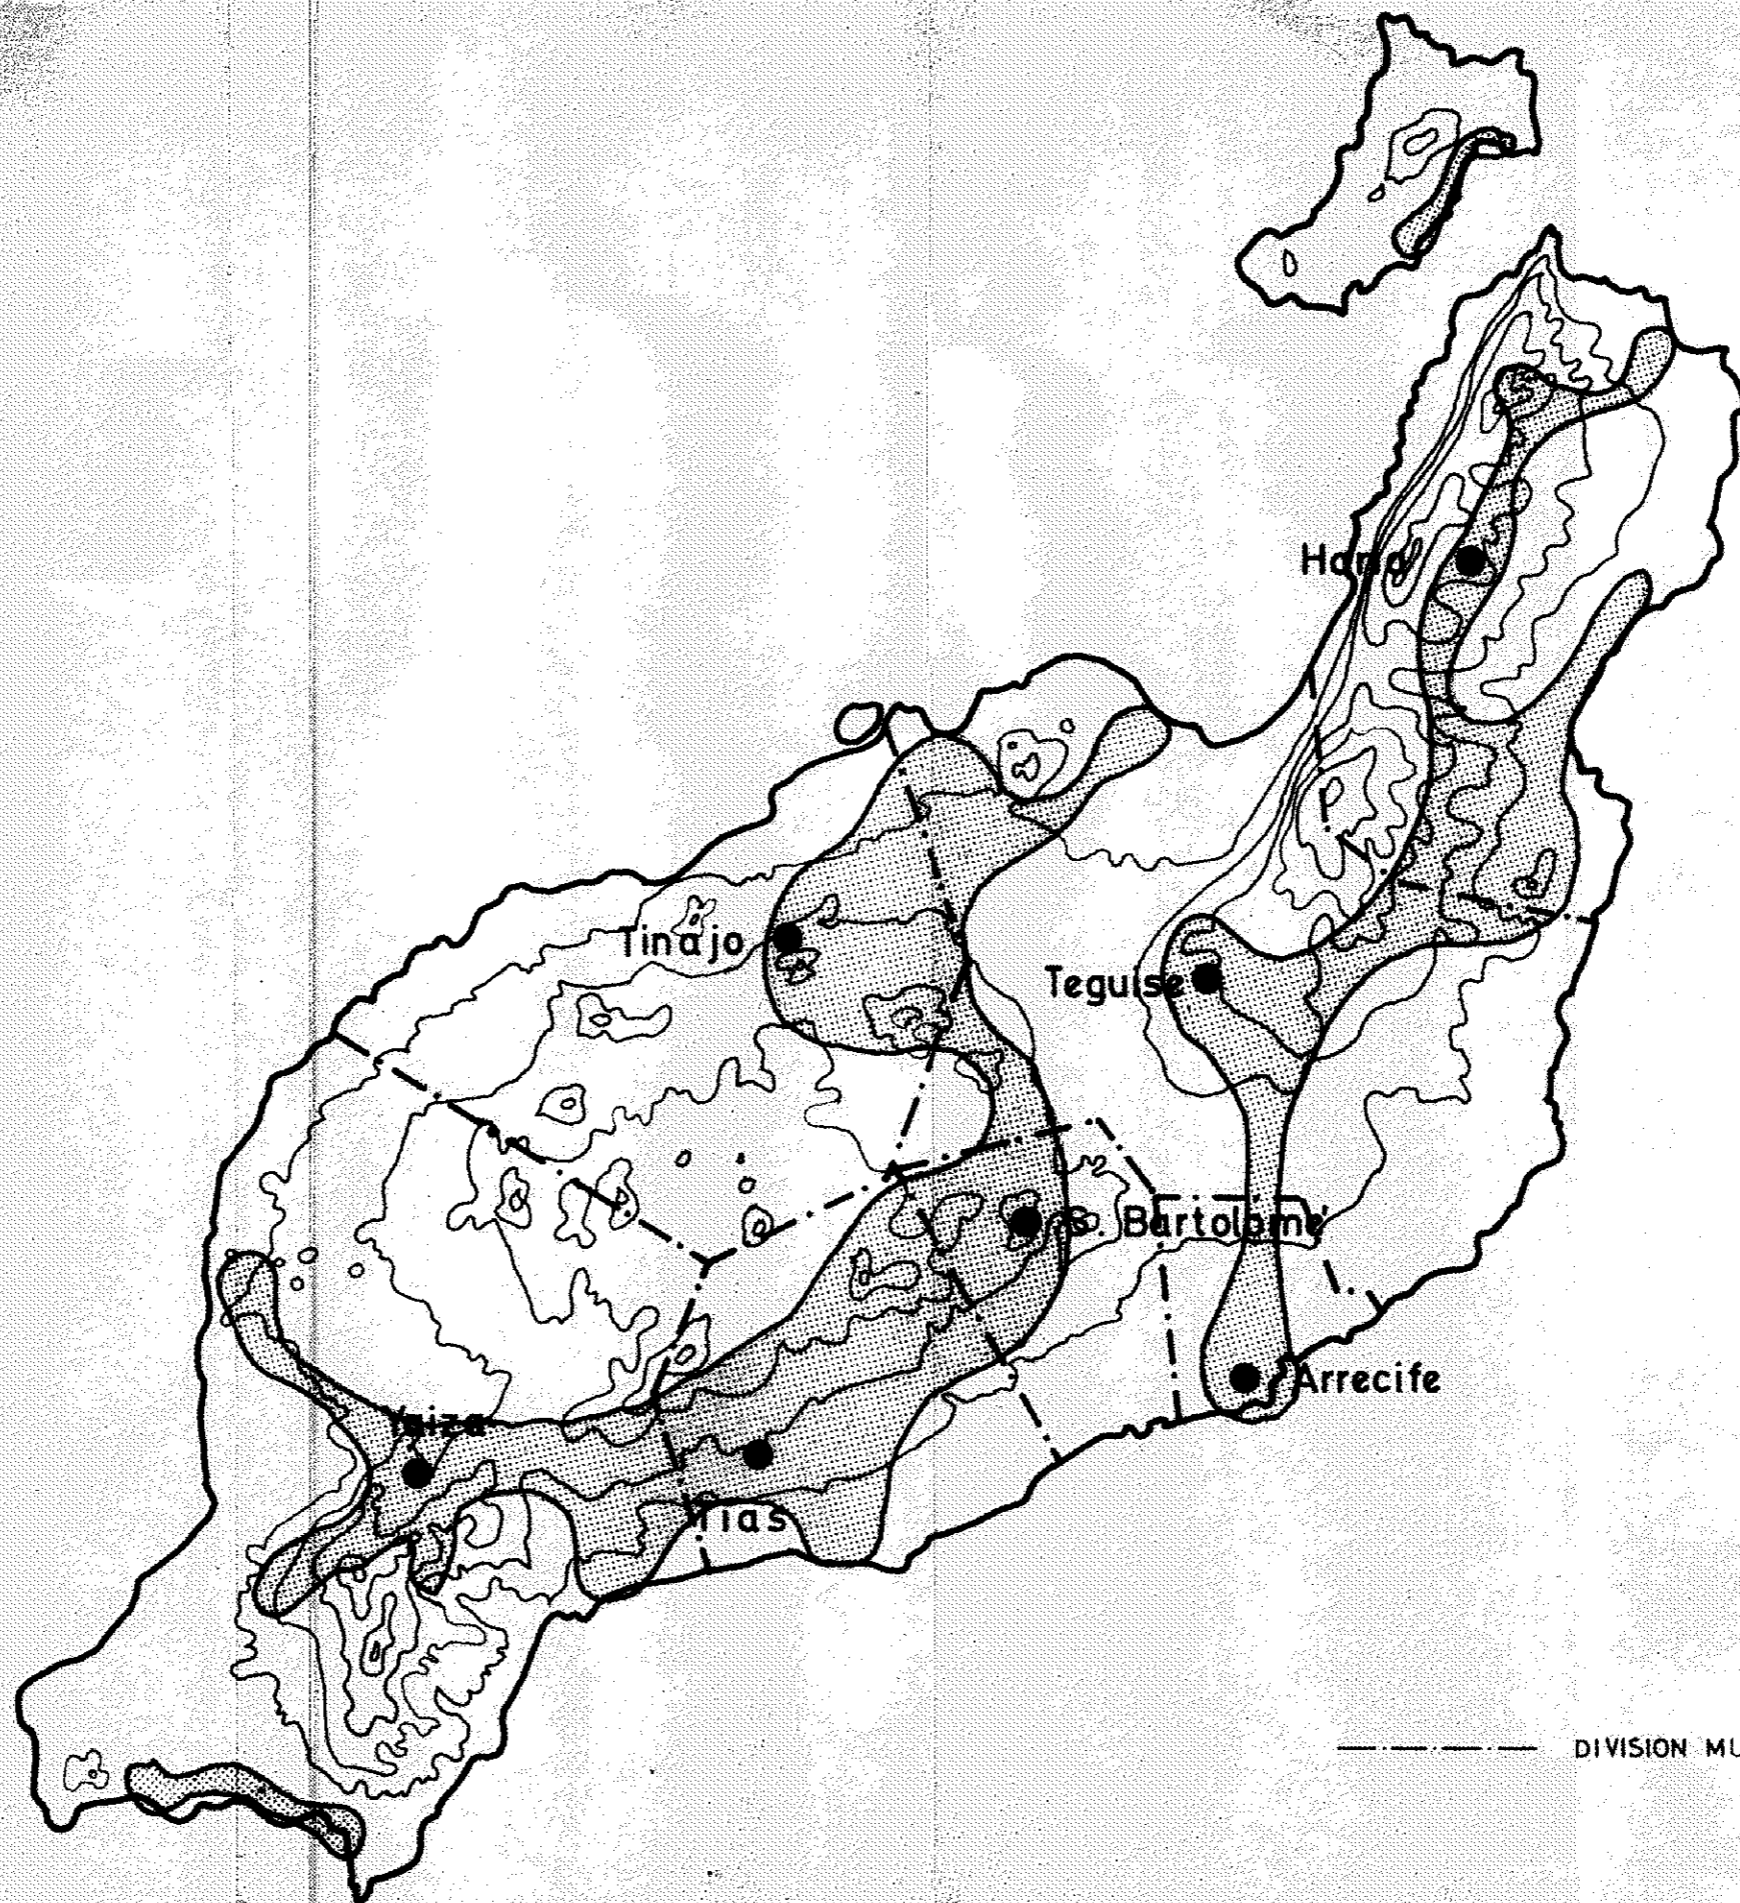 Haria
Tinajo
Teguise
S. Bartolomé
Arrecife
Yaiza
Tias
DIVISION MU